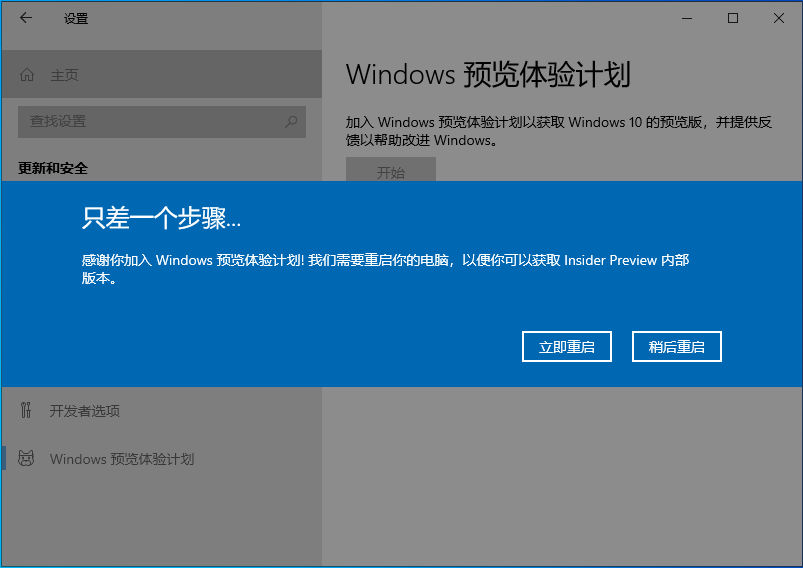 设置
主页
查找设置
更新和安全
Windows 预览体验计划
加入 Windows 预览体验计划以获取 Windows 10 的预览版，并提供反
馈以帮助改进 Windows。
开始
只差一个步骤...
感谢你加入 Windows 预览体验计划! 我们需要重启你的电脑，以便你可以获取 Insider Preview 内部
版本。
立即重启
稍后重启
开发者选项
Windows 预览体验计划